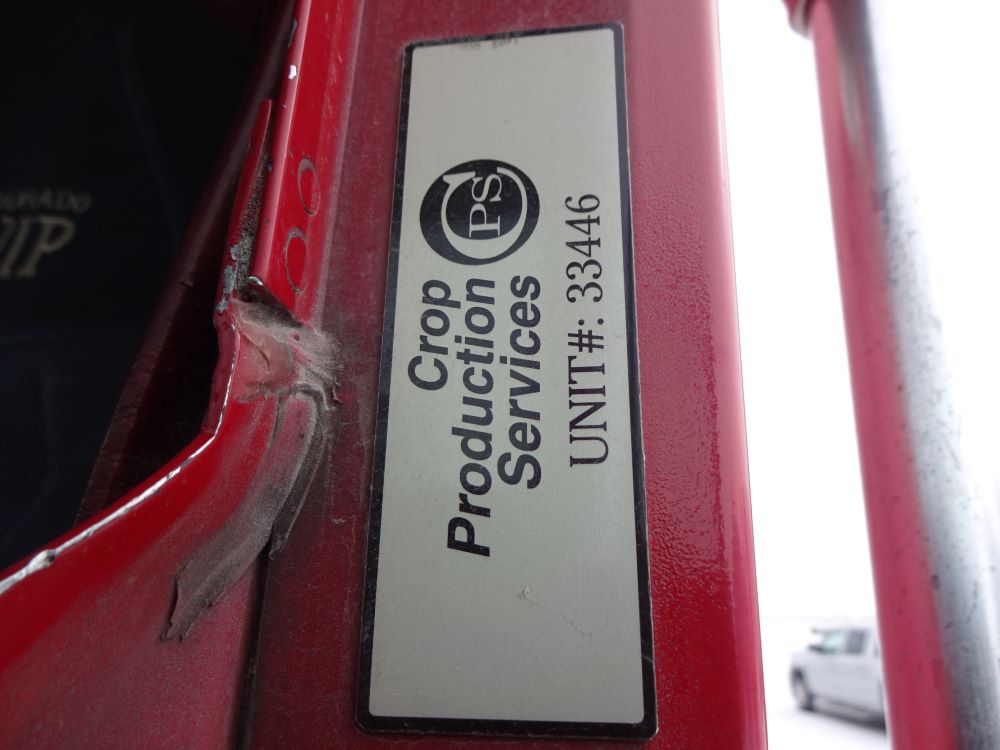 CPS
Crop
Production
Services
UNIT#: 33446